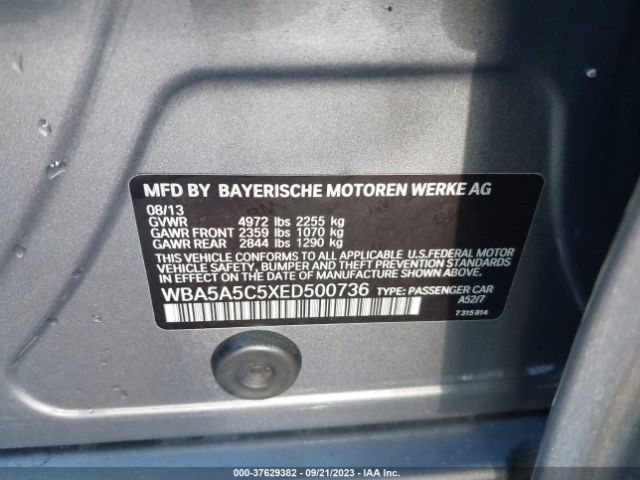 MFD BY BAYERISCHE MOTOREN WERKE AG
08/13
GVWR 4972 lbs 2255 kg
GAWR FRONT 2359 lbs 1070 kg
GAWR REAR 2844 lbs 1290 kg
THIS VEHICLE CONFORMS TO ALL APPLICABLE U.S.FEDERAL MOTOR
VEHICLE SAFETY, BUMPER AND THEFT PREVENTION STANDARDS
IN EFFECT ON THE DATE OF MANUFACTURE SHOWN ABOVE.
WBA5A5C5XED500736 TYPE: PASSENGER CAR
A52/7
7 315 814
000-37629382 - 09/21/2023 - IAA Inc.